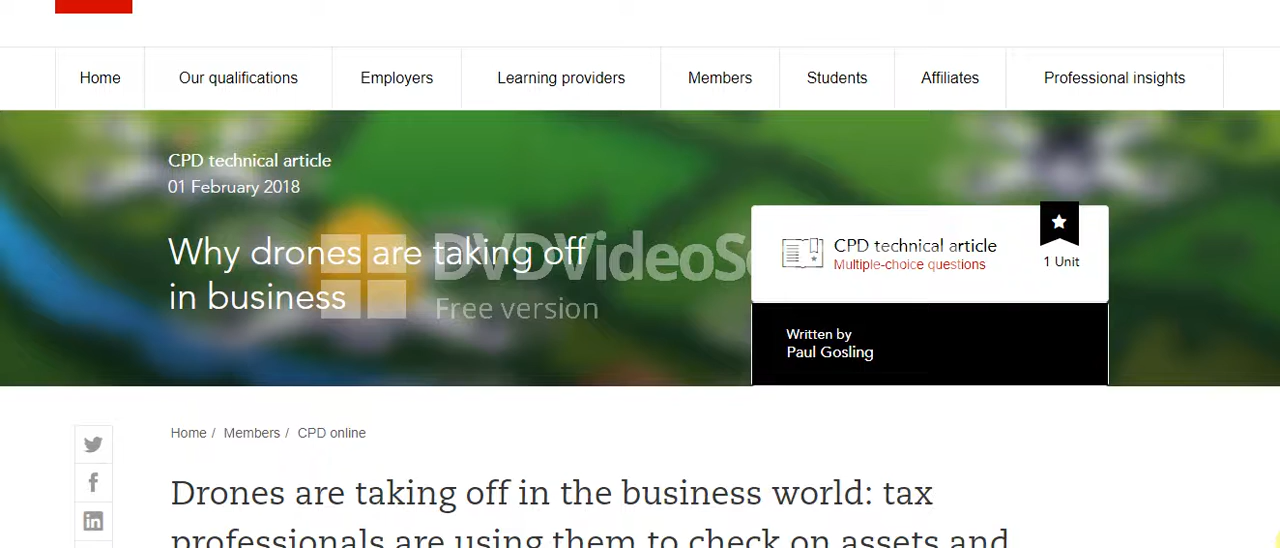 Home
Our qualifications
Employers
Learning providers
Members
Students
Affiliates
Professional insights
CPD technical article
01 February 2018
Why drones are taking off
in business
DVDVideoSo
Free version
CPD technical article
Multiple-choice questions
1 Unit
Written by
Paul Gosling
Home / Members / CPD online
Drones are taking off in the business world: tax
professionals are using them to check on assets and